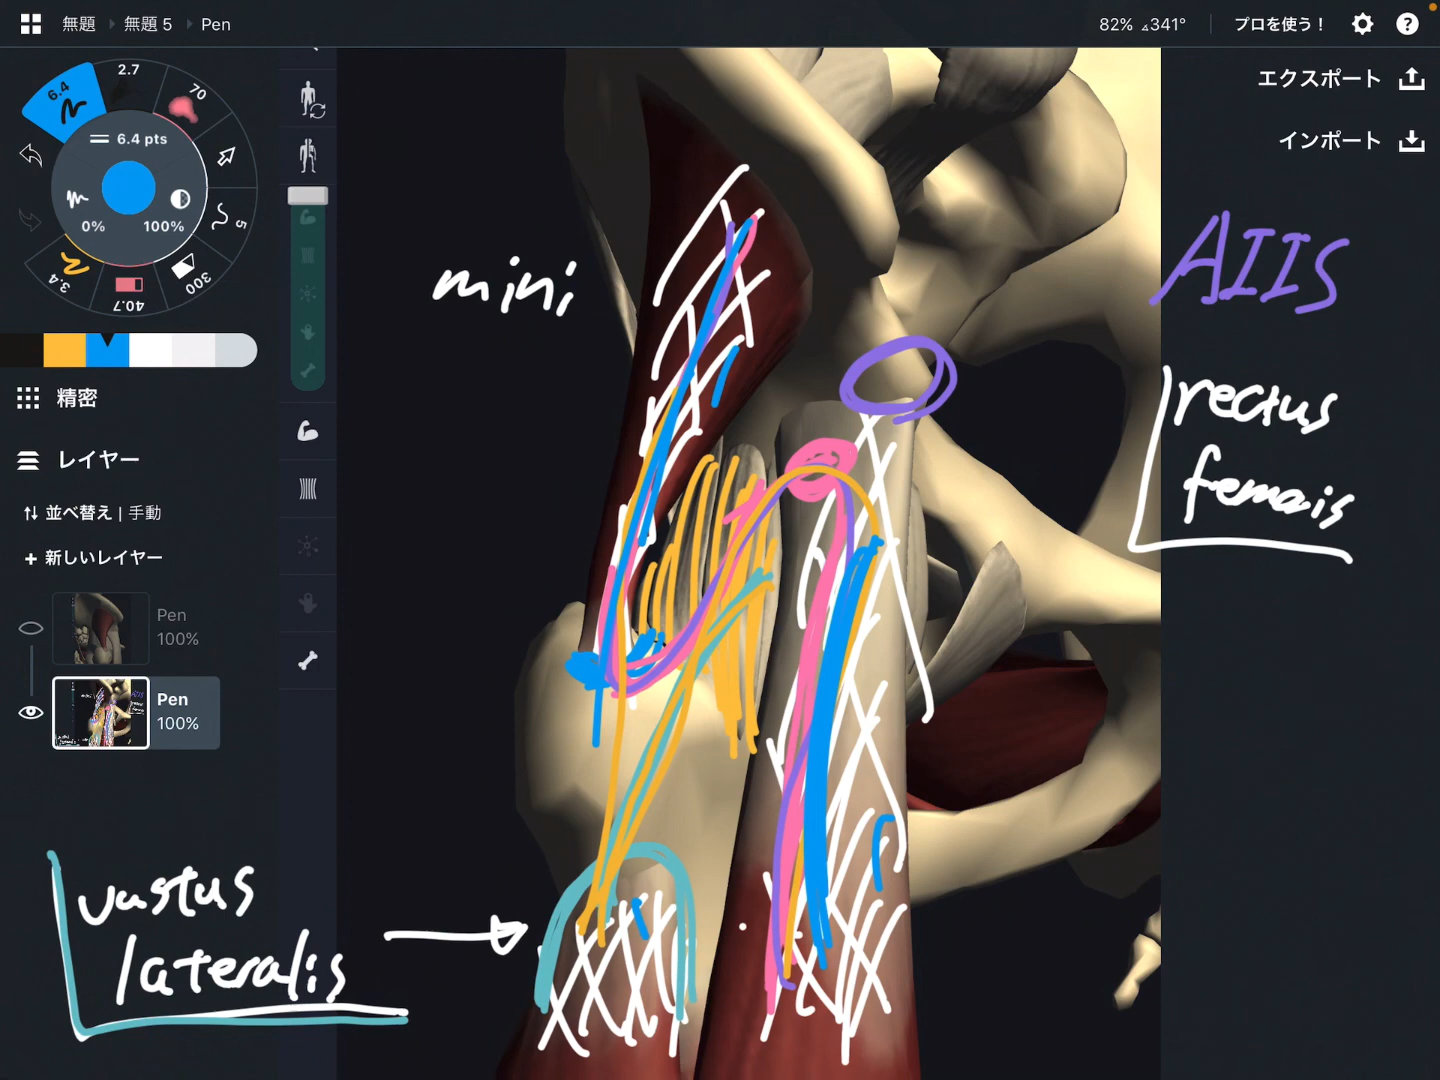 無題 無題 5 Pen
82% ∡341°
プロを使う！
2.7
6.4
70
6.4 pts
0%
100%
5
300
40.7
3.4
エクスポート
インポート
精密
レイヤー
並べ替え | 手動
+ 新しいレイヤー
Pen
100%
Pen
100%
mini
AIIS
rectus
femoris
vastus
lateralis